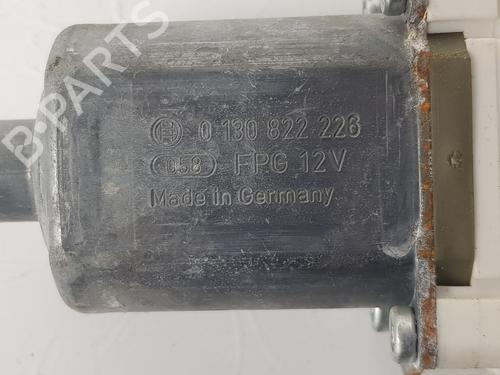 B-PARTS
0 130 822 226
058 FPG 12V
Made in Germany